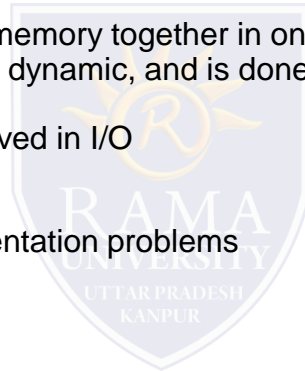 memory together in on
dynamic, and is done
ved in I/O
entation problems
RAMA
UNIVERSITY
UTTAR PRADESH
KANPUR